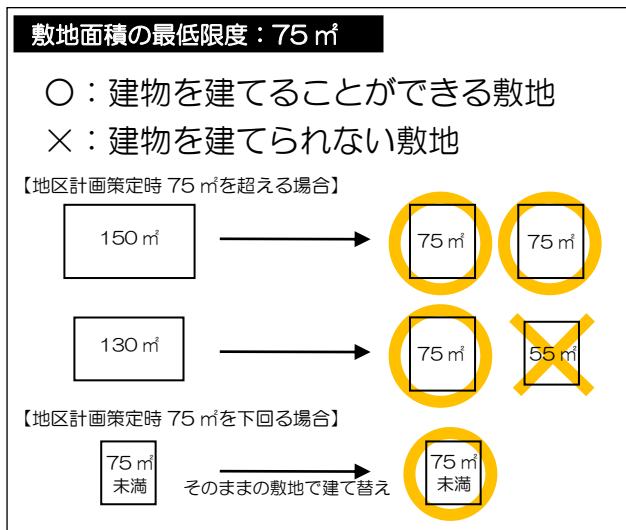 敷地面積の最低限度：75㎡
〇：建物を建てることができる敷地
×：建物を建てられない敷地
【地区計画策定時 75㎡を超える場合】
150㎡
75㎡
75㎡
130㎡
75㎡
55㎡
【地区計画策定時 75㎡を下回る場合】
75㎡
未満
そのままの敷地で建て替え
75㎡
未満